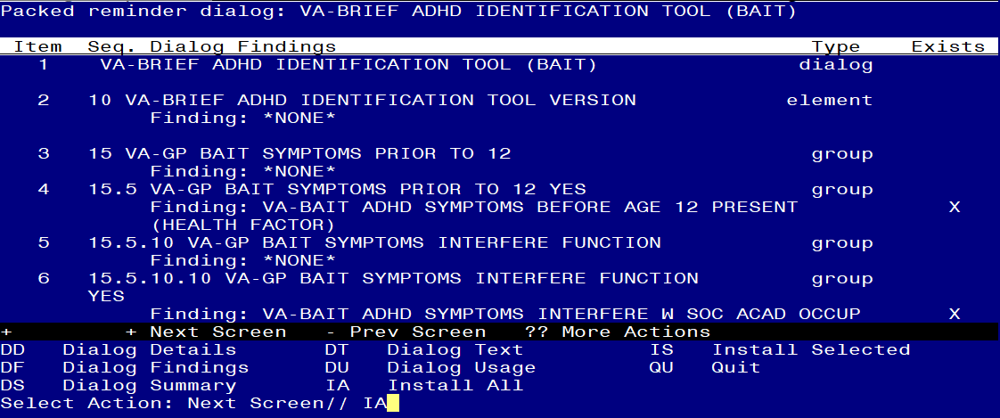 Packed reminder dialog: VA-BRIEF ADHD IDENTIFICATION TOOL (BAIT)
Item Seq. Dialog Findings Type Exists
1 VA-BRIEF ADHD IDENTIFICATION TOOL (BAIT) dialog
2 10 VA-BRIEF ADHD IDENTIFICATION TOOL VERSION element
Finding: *NONE*
3 15 VA-GP BAIT SYMPTOMS PRIOR TO 12 group
Finding: *NONE*
4 15.5 VA-GP BAIT SYMPTOMS PRIOR TO 12 YES group
Finding: VA-BAIT ADHD SYMPTOMS BEFORE AGE 12 PRESENT X
(HEALTH FACTOR)
5 15.5.10 VA-GP BAIT SYMPTOMS INTERFERE FUNCTION group
Finding: *NONE*
6 15.5.10.10 VA-GP BAIT SYMPTOMS INTERFERE FUNCTION group
YES
Finding: VA-BAIT ADHD SYMPTOMS INTERFERE W SOC ACAD OCCUP X
+ + Next Screen - Prev Screen ?? More Actions
DD Dialog Details DT Dialog Text IS Install Selected
DF Dialog Findings DU Dialog Usage QU Quit
DS Dialog Summary IA Install All
Select Action: Next Screen// IA